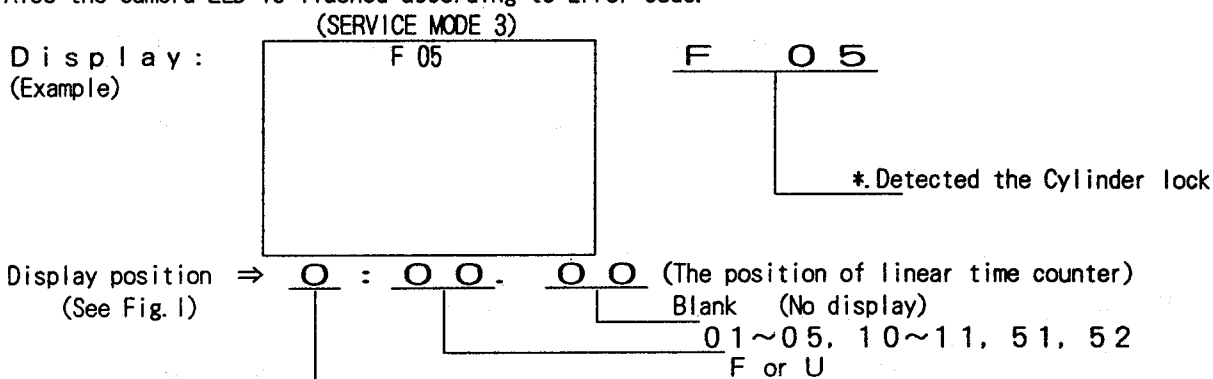 Also the camera LED is flashed according to Error code.
(SERVICE MODE 3)
Display: F 05 F 05
(Example)
*.Detected the Cylinder lock
Display position ⇒ O : O O. O O (The position of linear time counter)
(See Fig. I) Blank (No display)
01~05, 10~11, 51, 52
F or U